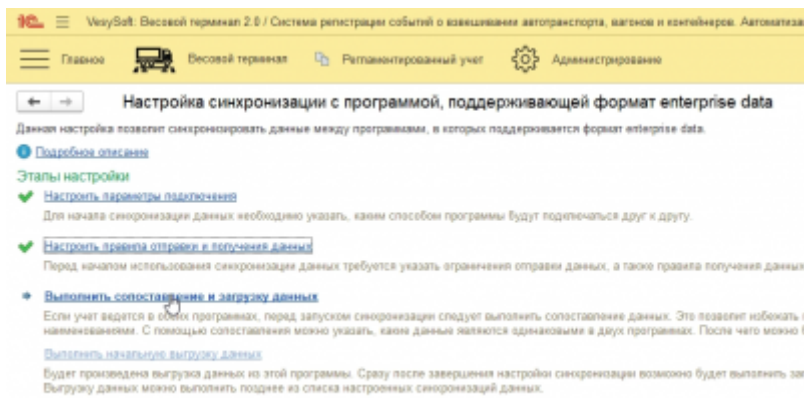 1С VesySoft: Весовой терминал 2.0 / Система регистрации событий о взвешивании автотранспорта, вагонов и контейнеров. Автоматиза
Главное Весовой терминал Регламентированный учет Администрирование
Настройка синхронизации с программой, поддерживающей формат enterprise data
Данная настройка позволит синхронизировать данные между программами, в которых поддерживается формат enterprise data.
Подробное описание
Этапы настройки
Настроить параметры подключения
Для начала синхронизации данных необходимо указать, каким способом программы будут подключаться друг к другу.
Настроить правила отправки и получения данных
Перед началом использования синхронизации данных требуется указать ограничения отправки данных, а также правила получения данных
Выполнить сопоставление и загрузку данных
Если учет ведется в обеих программах, перед запуском синхронизации следует выполнить сопоставление данных. Это позволит избежать
наименованиями. С помощью сопоставления можно указать, какие данные являются одинаковыми в двух программах. После чего можно
Выполнить начальную выгрузку данных
Будет произведена выгрузка данных из этой программы. Сразу после завершения настройки синхронизации возможно будет выполнить за
Выгрузку данных можно выполнить позднее из списка настроенных синхронизаций данных.